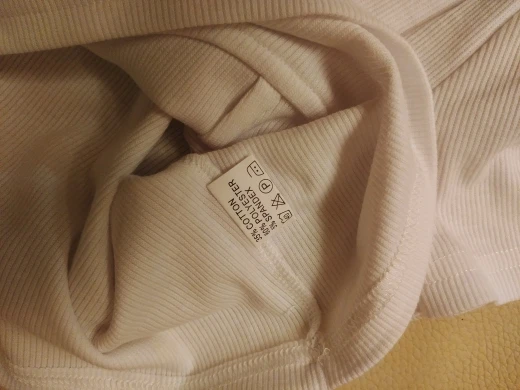 35% COTTON
60% POLYESTER
5% SPANDEX
P